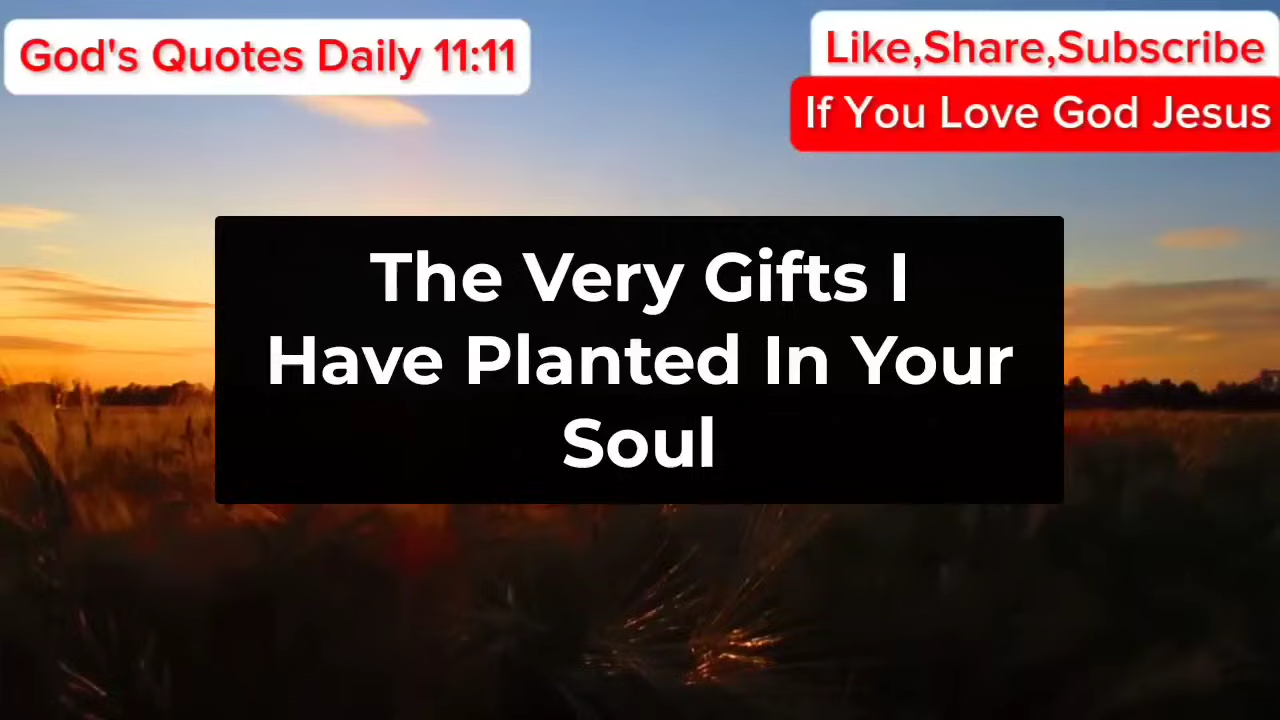 God's Quotes Daily 11:11
Like,Share,Subscribe
If You Love God Jesus
The Very Gifts I
Have Planted In Your
Soul